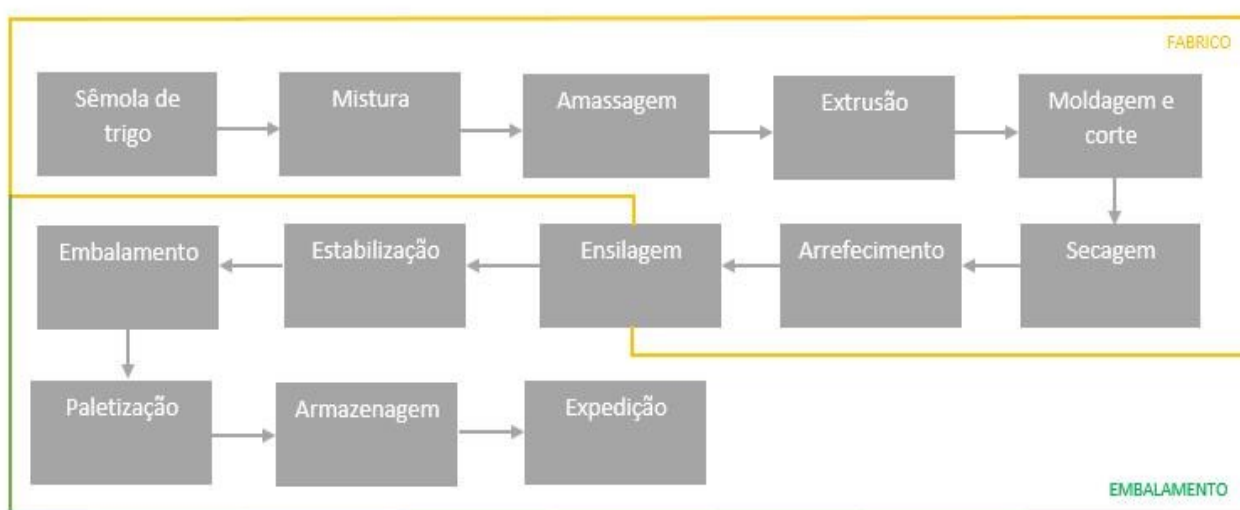 FABRICO
Sêmola de
trigo
Mistura
Amassagem
Extrusão
Moldagem e
corte
Secagem
Arrefecimento
Ensilagem
Estabilização
Embalamento
Paletização
Armazenagem
Expedição
EMBALAMENTO